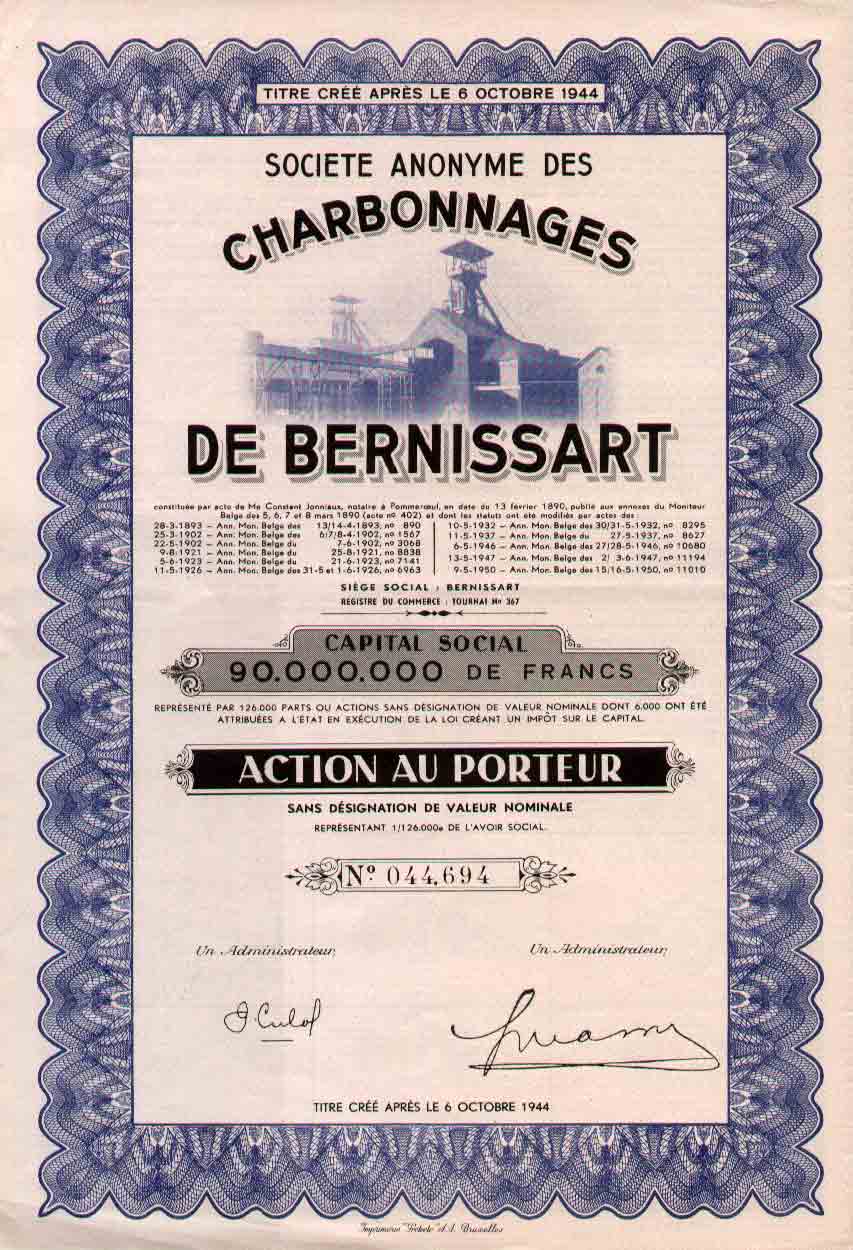 TITRE CRÉÉ APRÈS LE 6 OCTOBRE 1944
SOCIETE ANONYME DES
CHARBONNAGES
DE BERNISSART
constituée par acte de Me Constant Jonniaux, notaire à Pommerœul, en date du 13 février 1890, publié aux annexes du Moniteur
Belge des 5, 6, 7 et 8 mars 1890 (acte no 402) et dont les statuts ont été modifiés par actes des :
28-3-1893 – Ann. Mon. Belge des 13/14-4-1893, no 890
25-3-1902 – Ann. Mon. Belge des 6/7/8-4-1902, no 1567
22-5-1902 – Ann. Mon. Belge du 7-6-1902, no 3068
9-8-1921 – Ann. Mon. Belge du 25-8-1921, no 8838
5-6-1923 – Ann. Mon. Belge du 21-6-1923, no 7141
11-5-1926 – Ann. Mon. Belge des 31-5 et 1-6-1926, no 6963
10-5-1932 – Ann. Mon. Belge des 30/31-5-1932, no 8295
11-5-1937 – Ann. Mon. Belge du 27-5-1937, no 8627
6-5-1946 – Ann. Mon. Belge des 27/28-5-1946, no 10680
13-5-1947 – Ann. Mon. Belge des 2/ 3-6-1947, no 11194
9-5-1950 – Ann. Mon. Belge des 15/16-5-1950, no 11010
SIÈGE SOCIAL : BERNISSART
REGISTRE DU COMMERCE : TOURNAI No 367
CAPITAL SOCIAL
90.000.000 DE FRANCS
REPRÉSENTÉ PAR 126.000 PARTS OU ACTIONS SANS DÉSIGNATION DE VALEUR NOMINALE DONT 6.000 ONT ÉTÉ
ATTRIBUÉES A L'ÉTAT EN EXÉCUTION DE LA LOI CRÉANT UN IMPÔT SUR LE CAPITAL.
ACTION AU PORTEUR
SANS DÉSIGNATION DE VALEUR NOMINALE
REPRÉSENTANT 1/126.000e DE L'AVOIR SOCIAL.
No 044,694
Un Administrateur, Un Administrateur,
TITRE CRÉÉ APRÈS LE 6 OCTOBRE 1944
Bruxelles